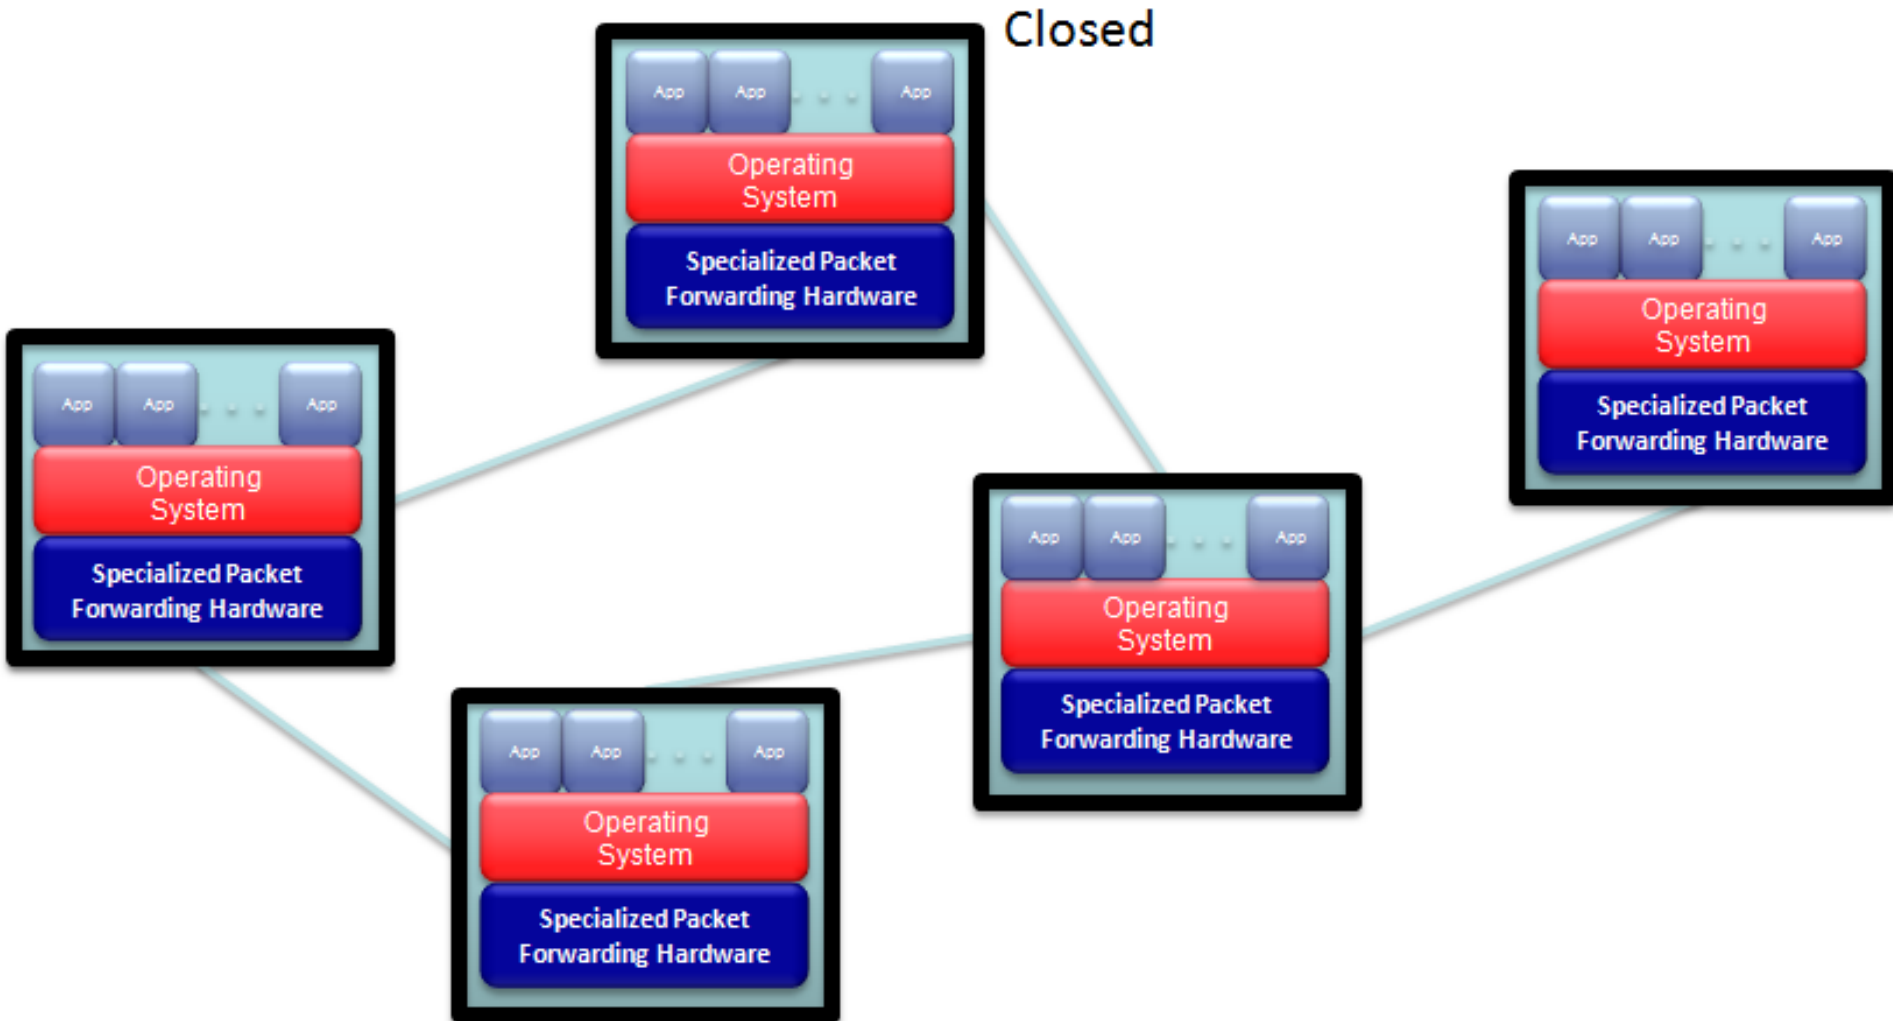 Closed
App App . . . App
Operating
System
Specialized Packet
Forwarding Hardware
App App . . . App
Operating
System
Specialized Packet
Forwarding Hardware
App App . . . App
Operating
System
Specialized Packet
Forwarding Hardware
App App . . . App
Operating
System
Specialized Packet
Forwarding Hardware
App App . . . App
Operating
System
Specialized Packet
Forwarding Hardware